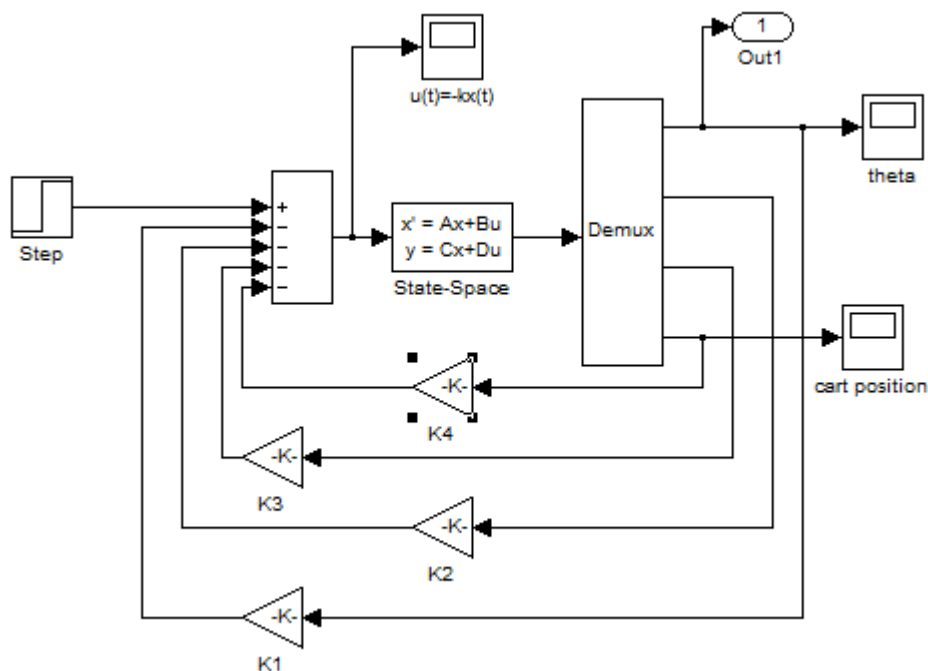 1
Out1
u(t)=-kx(t)
theta
Step
+
−
−
−
−
x' = Ax+Bu
y = Cx+Du
State-Space
Demux
cart position
-K-
K4
-K-
K3
-K-
K2
-K-
K1